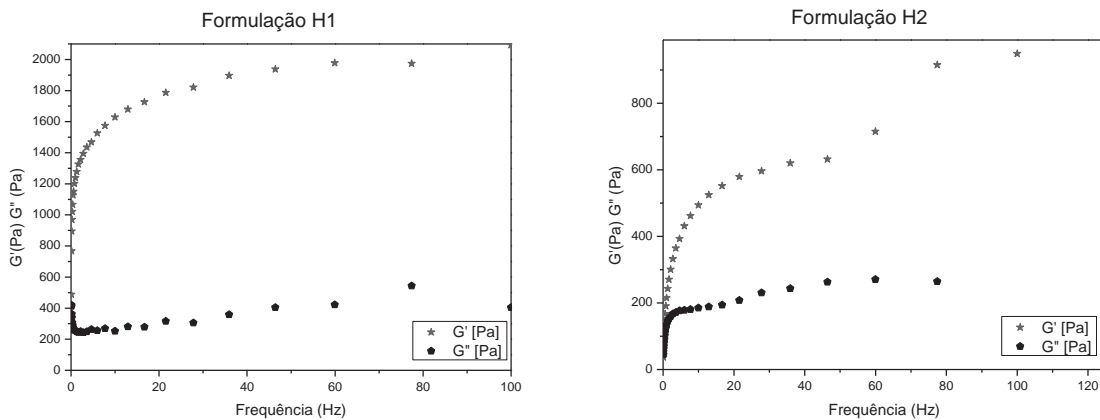 Formulação H1
2000
1800
1600
1400
1200
1000
800
600
400
200
0
G'(Pa) G" (Pa)
0 20 40 60 80 100
Frequência (Hz)
G' [Pa]
G" [Pa]
Formulação H2
800
600
400
200
0
G'(Pa) G" (Pa)
0 20 40 60 80 100 120
Frequência (Hz)
G' [Pa]
G" [Pa]